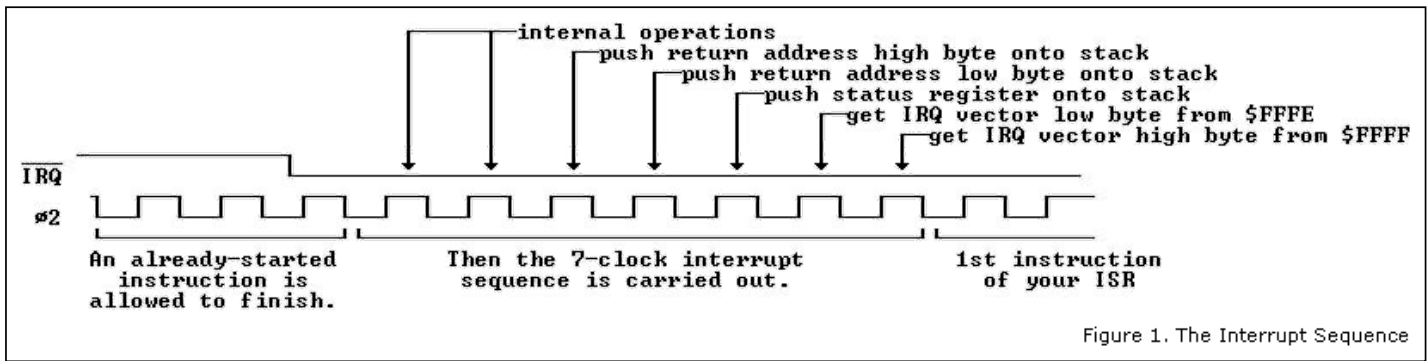 internal operations
push return address high byte onto stack
push return address low byte onto stack
push status register onto stack
get IRQ vector low byte from $FFFE
get IRQ vector high byte from $FFFF
IRQ
ø2
An already-started
instruction is
allowed to finish.
Then the 7-clock interrupt
sequence is carried out.
1st instruction
of your ISR
Figure 1. The Interrupt Sequence